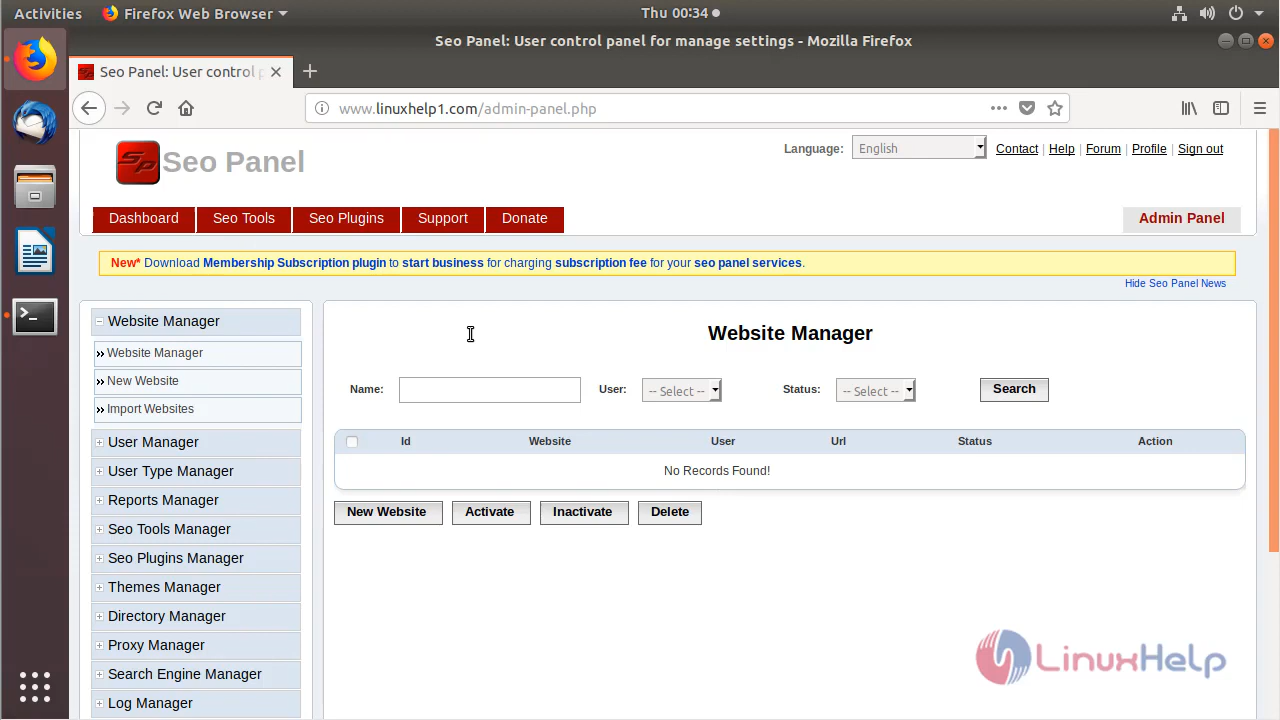 Activities Firefox Web Browser Thu 00:34
Seo Panel: User control panel for manage settings - Mozilla Firefox
Seo Panel: User control p
www.linuxhelp1.com/admin-panel.php
Seo Panel
Language: English Contact | Help | Forum | Profile | Sign out
Dashboard Seo Tools Seo Plugins Support Donate Admin Panel
New* Download Membership Subscription plugin to start business for charging subscription fee for your seo panel services.
Hide Seo Panel News
Website Manager
Website Manager
New Website
Import Websites
User Manager
User Type Manager
Reports Manager
Seo Tools Manager
Seo Plugins Manager
Themes Manager
Directory Manager
Proxy Manager
Search Engine Manager
Log Manager
Website Manager
Name: User: -- Select -- Status: -- Select -- Search
Id Website User Url Status Action
No Records Found!
New Website Activate Inactivate Delete
LinuxHelp